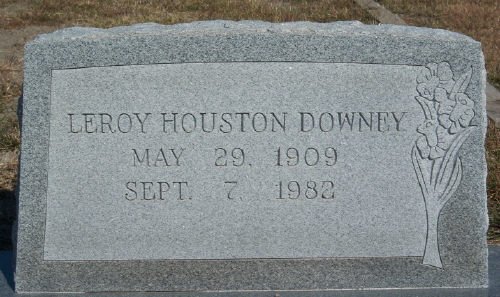 LEROY HOUSTON DOWNEY
MAY 29, 1909
SEPT. 7, 1982